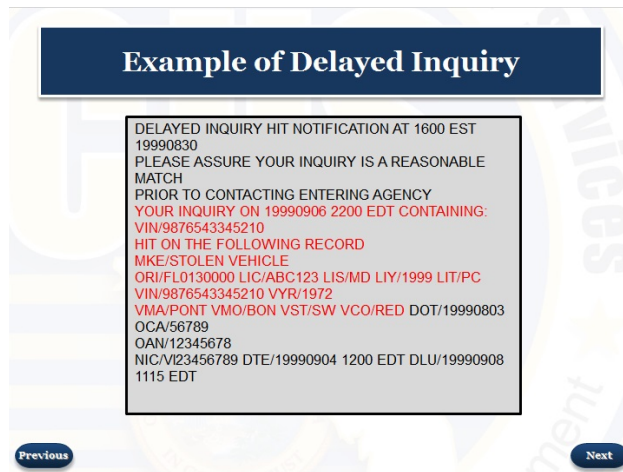 Example of Delayed Inquiry
DELAYED INQUIRY HIT NOTIFICATION AT 1600 EST
19990830
PLEASE ASSURE YOUR INQUIRY IS A REASONABLE
MATCH
PRIOR TO CONTACTING ENTERING AGENCY
YOUR INQUIRY ON 19990906 2200 EDT CONTAINING:
VIN/9876543345210
HIT ON THE FOLLOWING RECORD
MKE/STOLEN VEHICLE
ORI/FL0130000 LIC/ABC123 LIS/MD LIY/1999 LIT/PC
VIN/9876543345210 VYR/1972
VMA/PONT VMO/BON VST/SW VCO/RED DOT/19990803
OCA/56789
OAN/12345678
NIC/VI23456789 DTE/19990904 1200 EDT DLU/19990908
1115 EDT
Previous
Next